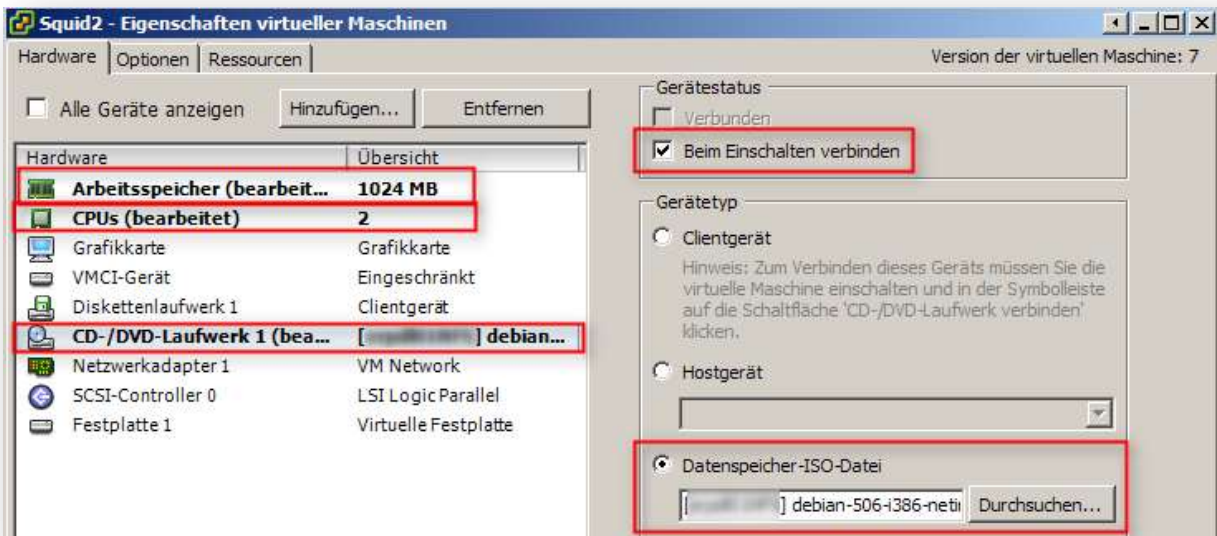 Squid2 - Eigenschaften virtueller Maschinen
Hardware Optionen Ressourcen Version der virtuellen Maschine: 7
Alle Geräte anzeigen Hinzufügen... Entfernen
Hardware Übersicht
Arbeitsspeicher (bearbeit... 1024 MB
CPUs (bearbeitet) 2
Grafikkarte Grafikkarte
VMCI-Gerät Eingeschränkt
Diskettenlaufwerk 1 Clientgerät
CD-/DVD-Laufwerk 1 (bea... [ ] debian...
Netzwerkadapter 1 VM Network
SCSI-Controller 0 LSI Logic Parallel
Festplatte 1 Virtuelle Festplatte
Gerätestatus
Verbunden
Beim Einschalten verbinden
Gerätetyp
Clientgerät
Hinweis: Zum Verbinden dieses Geräts müssen Sie die
virtuelle Maschine einschalten und in der Symbolleiste
auf die Schaltfläche 'CD-/DVD-Laufwerk verbinden'
klicken.
Hostgerät
Datenspeicher-ISO-Datei
[ ] debian-506-i386-neti Durchsuchen...